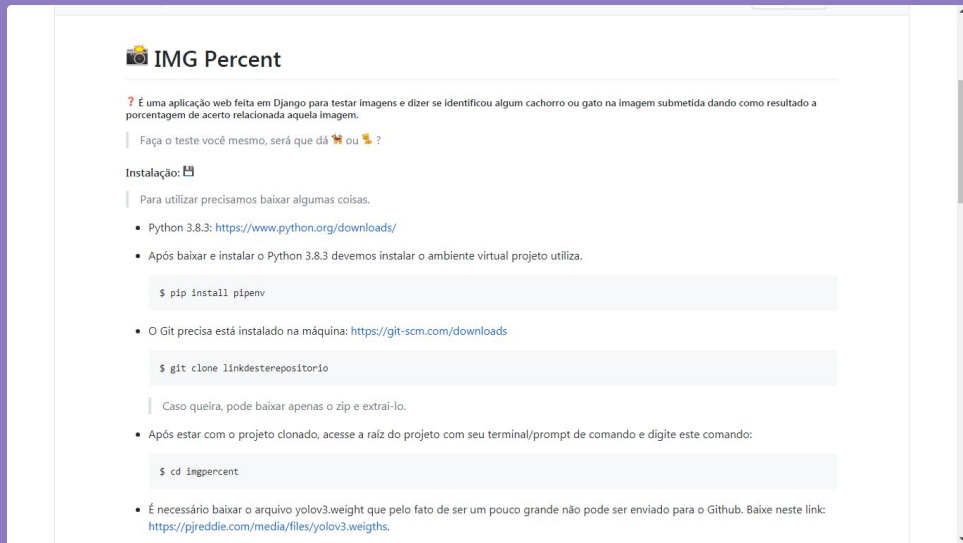 IMG Percent
❓ É uma aplicação web feita em Django para testar imagens e dizer se identificou algum cachorro ou gato na imagem submetida dando como resultado a
porcentagem de acerto relacionada aquela imagem.
Faça o teste você mesmo, será que dá 🐕 ou 🐈 ?
Instalação: 💾
Para utilizar precisamos baixar algumas coisas.
• Python 3.8.3: https://www.python.org/downloads/
• Após baixar e instalar o Python 3.8.3 devemos instalar o ambiente virtual projeto utiliza.
$ pip install pipenv
• O Git precisa está instalado na máquina: https://git-scm.com/downloads
$ git clone linkdesterepositorio
Caso queira, pode baixar apenas o zip e extrai-lo.
• Após estar com o projeto clonado, acesse a raíz do projeto com seu terminal/prompt de comando e digite este comando:
$ cd imgpercent
• É necessário baixar o arquivo yolov3.weight que pelo fato de ser um pouco grande não pode ser enviado para o Github. Baixe neste link:
https://pjreddie.com/media/files/yolov3.weigths.